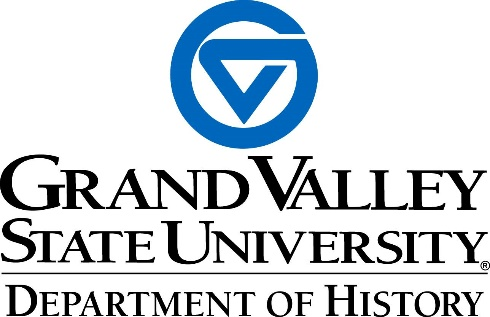 GRAND VALLEY
STATE UNIVERSITY®
DEPARTMENT OF HISTORY